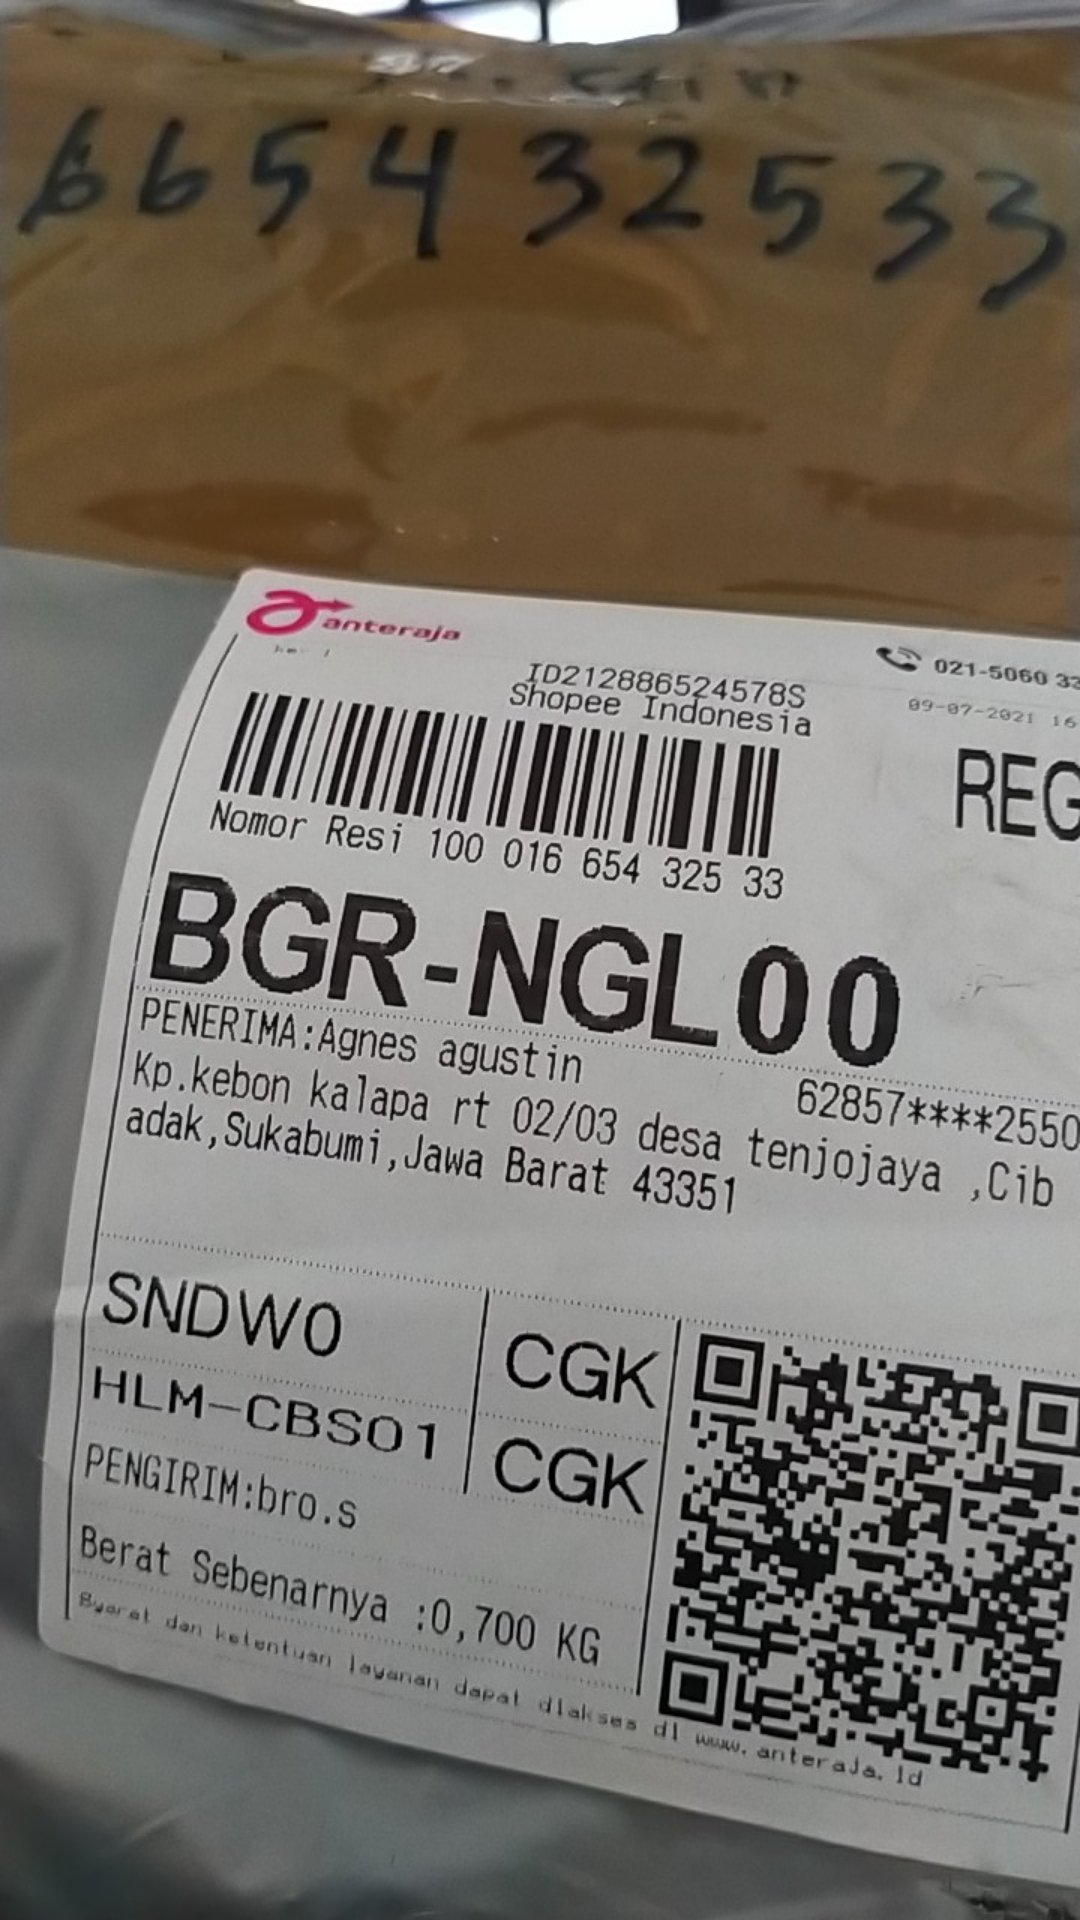 665432533
anteraja
021-5060 33
ID212886524578S
Shopee Indonesia
09-07-2021 16
REG
Nomor Resi 100 016 654 325 33
BGR-NGL00
PENERIMA:Agnes agustin
62857****2550
Kp.kebon kalapa rt 02/03 desa tenjojaya ,Cib
adak,Sukabumi,Jawa Barat 43351
SNDW0
CGK
HLM-CBS01
CGK
PENGIRIM:bro.s
Berat Sebenarnya :0,700 KG
Syarat dan ketentuan layanan dapat diakses di www.anteraja.id